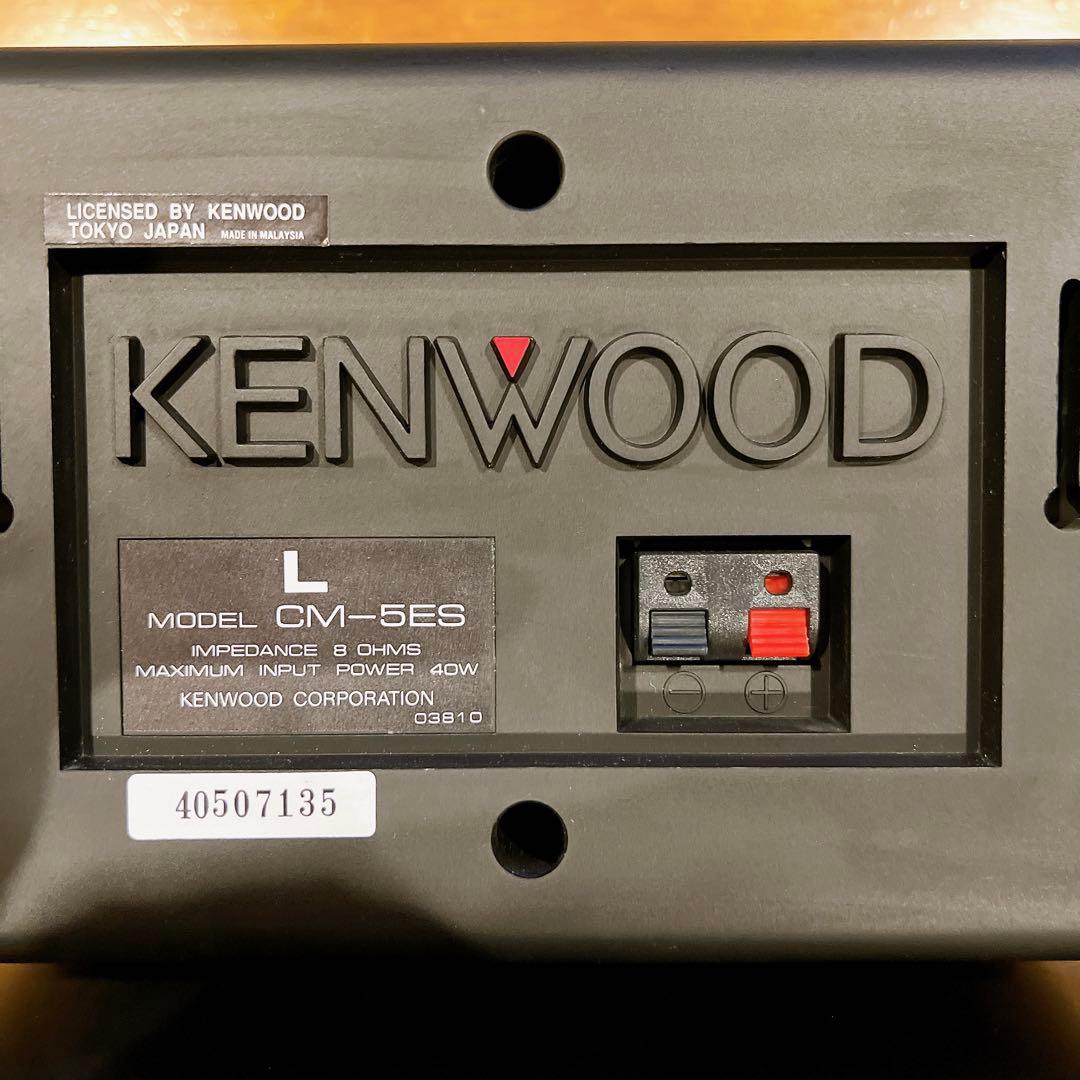 LICENSED BY KENWOOD
TOKYO JAPAN MADE IN MALAYSIA
KENWOOD
L
MODEL CM-5ES
IMPEDANCE 8 OHMS
MAXIMUM INPUT POWER 40W
KENWOOD CORPORATION
03810
− +
40507135